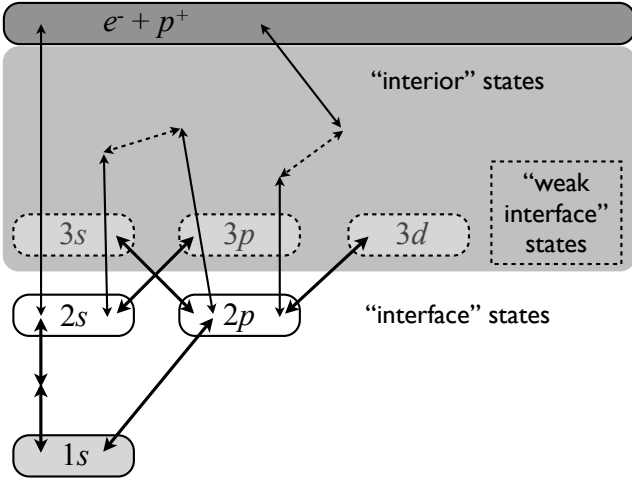 e⁻ + p⁺
“interior” states
“weak
interface”
states
3s
3p
3d
2s
2p
“interface” states
1s